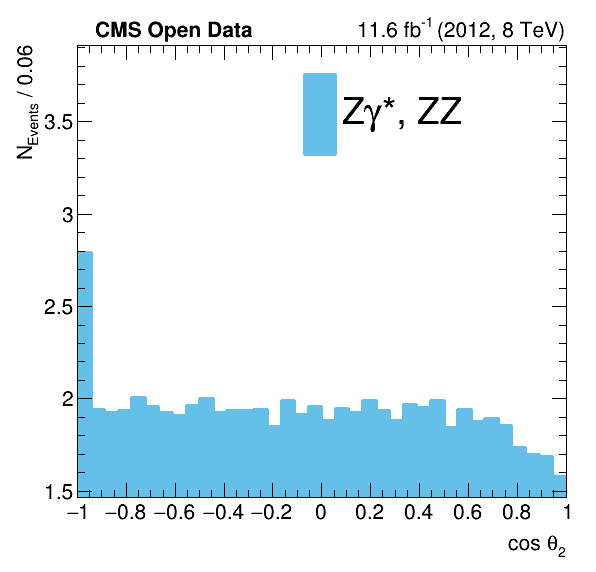 CMS Open Data 11.6 fb⁻¹ (2012, 8 TeV)
N_Events / 0.06
Zγ*, ZZ
3.5
3
2.5
2
1.5
−1 −0.8 −0.6 −0.4 −0.2 0 0.2 0.4 0.6 0.8 1
cos θ₂